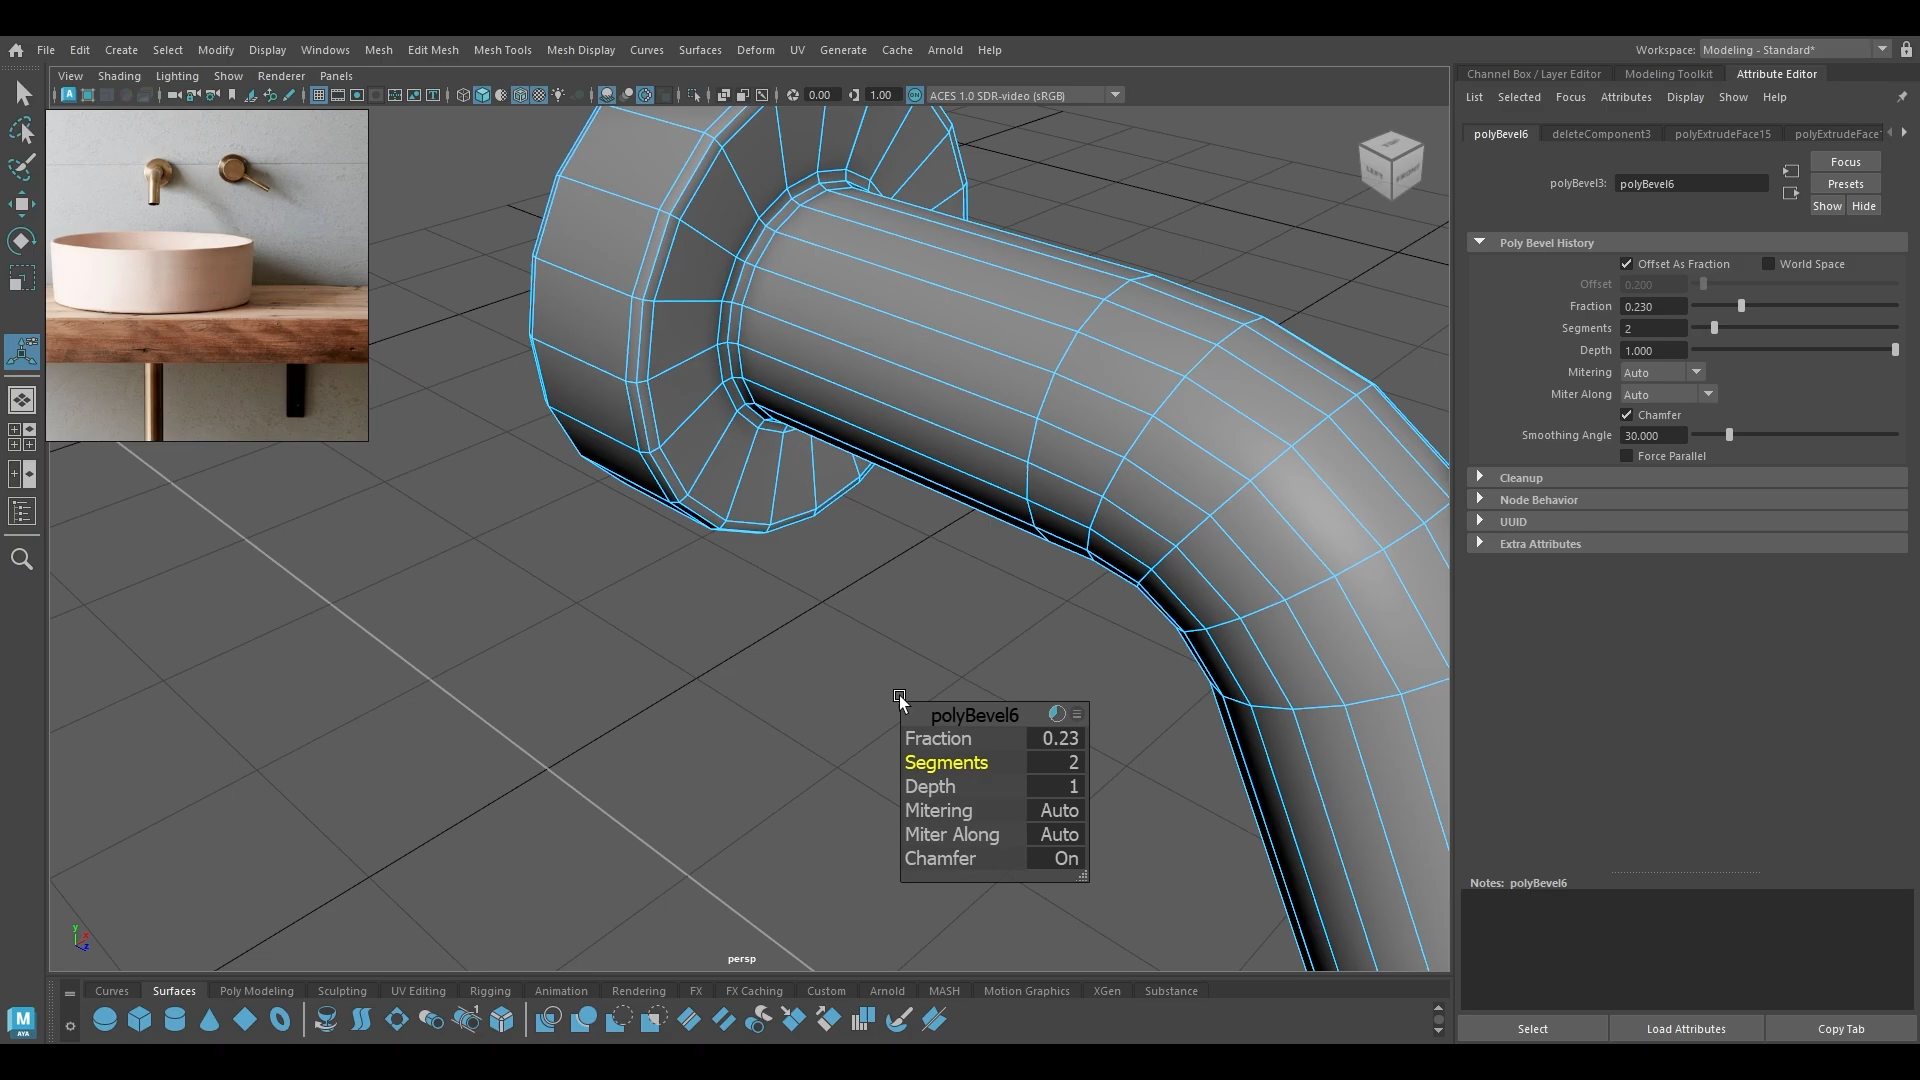 File Edit Create Select Modify Display Windows Mesh Edit Mesh Mesh Tools Mesh Display Curves Surfaces Deform UV Generate Cache Arnold Help Workspace: Modeling - Standard*
View Shading Lighting Show Renderer Panels
0.00 1.00 ON ACES 1.0 SDR-video (sRGB)
Channel Box / Layer Editor Modeling Toolkit Attribute Editor
List Selected Focus Attributes Display Show Help
polyBevel6 deleteComponent3 polyExtrudeFace15 polyExtrudeFace
Focus
polyBevel3: polyBevel6 Presets
Show Hide
Poly Bevel History
Offset As Fraction World Space
Offset 0.200
Fraction 0.230
Segments 2
Depth 1.000
Mitering Auto
Miter Along Auto
Chamfer
Smoothing Angle 30.000
Force Parallel
Cleanup
Node Behavior
UUID
Extra Attributes
polyBevel6
Fraction 0.23
Segments 2
Depth 1
Mitering Auto
Miter Along Auto
Chamfer On
y x z
persp
Notes: polyBevel6
Curves Surfaces Poly Modeling Sculpting UV Editing Rigging Animation Rendering FX FX Caching Custom Arnold MASH Motion Graphics XGen Substance
M
AYA
Select Load Attributes Copy Tab